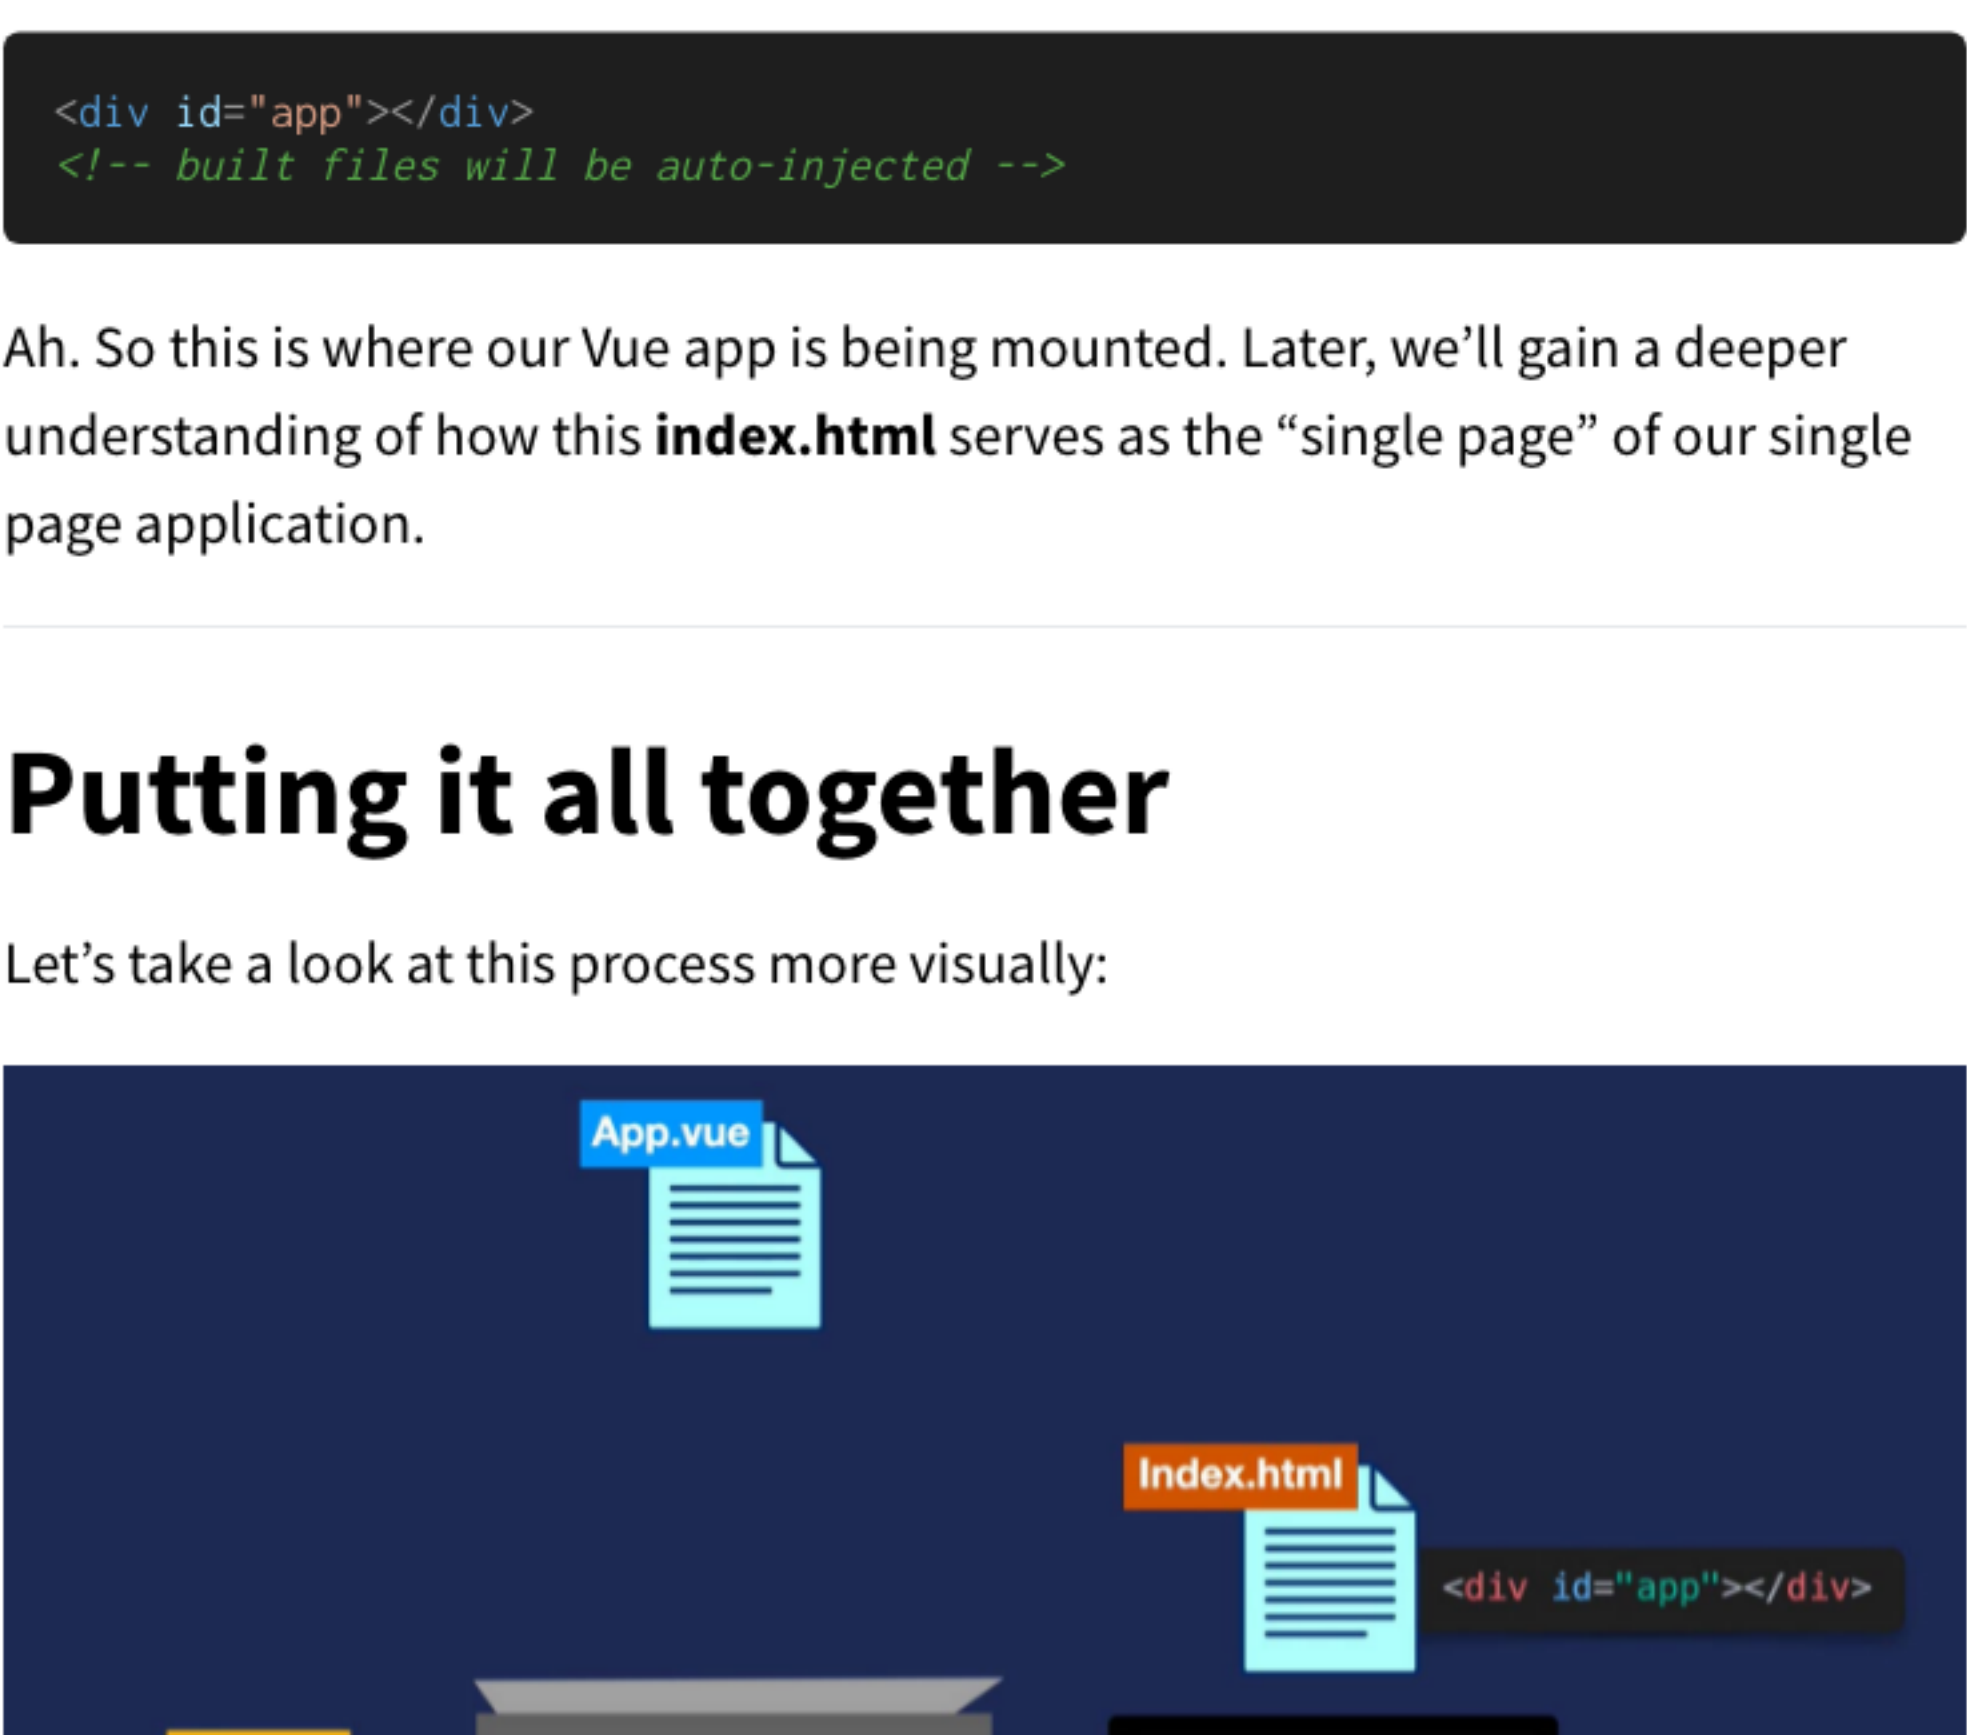 <div id="app"></div>
<!-- built files will be auto-injected -->
Ah. So this is where our Vue app is being mounted. Later, we’ll gain a deeper
understanding of how this index.html serves as the “single page” of our single
page application.
Putting it all together
Let’s take a look at this process more visually:
App.vue
Index.html
<div id="app"></div>